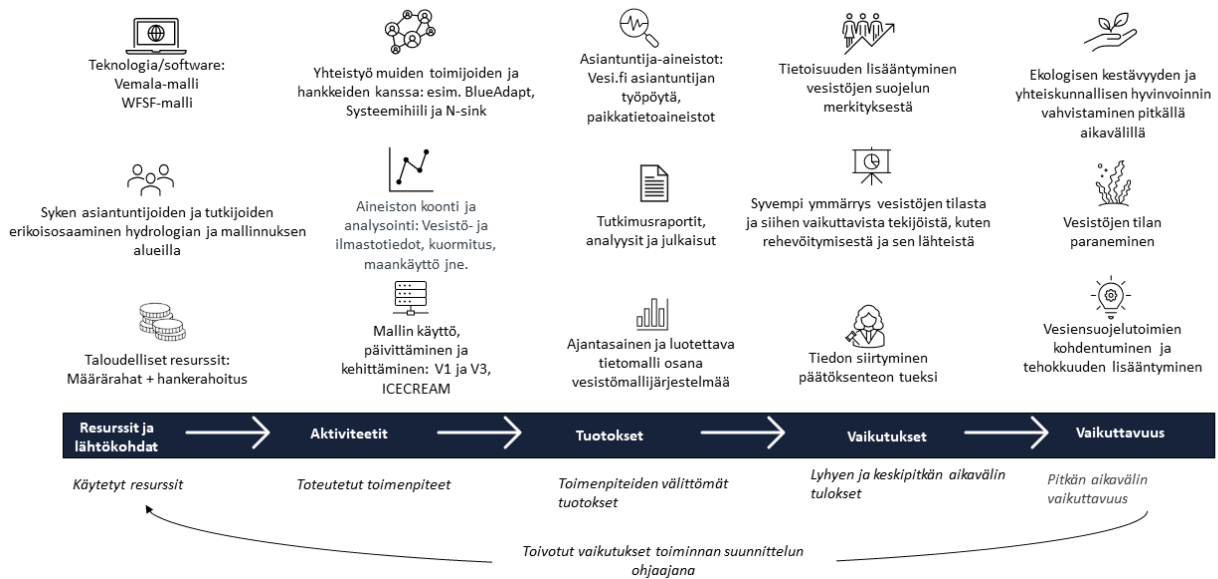 Teknologia/software:
Vemala-malli
WFSF-malli
Yhteistyö muiden toimijoiden ja
hankkeiden kanssa: esim. BlueAdapt,
Systeemihiili ja N-sink
Asiantuntija-aineistot:
Vesi.fi asiantuntijan
työpöytä,
paikkatietoaineistot
Tietoisuuden lisääntyminen
vesistöjen suojelun
merkityksestä
Ekologisen kestävyyden ja
yhteiskunnallisen hyvinvoinnin
vahvistaminen pitkällä
aikavälillä
Syken asiantuntijoiden ja tutkijoiden
erikoisosaaminen hydrologian ja mallinnuksen
alueilla
Aineiston koonti ja
analysointi: Vesistö- ja
ilmastotiedot, kuormitus,
maankäyttö jne.
Tutkimusraportit,
analyysit ja julkaisut
Syvempi ymmärrys vesistöjen tilasta
ja siihen vaikuttavista tekijöistä, kuten
rehevöitymisestä ja sen lähteistä
Vesistöjen tilan
paraneminen
Taloudelliset resurssit:
Määrärahat + hankerahoitus
Mallin käyttö,
päivittäminen ja
kehittäminen: V1 ja V3,
ICECREAM
Ajantasainen ja luotettava
tietomalli osana
vesistömallijärjestelmää
Tiedon siirtyminen
päätöksenteon tueksi
Vesiensuojelutoimien
kohdentuminen ja
tehokkuuden lisääntyminen
Resurssit ja
lähtökohdat
Aktiviteetit
Tuotokset
Vaikutukset
Vaikuttavuus
Käytetyt resurssit
Toteutetut toimenpiteet
Toimenpiteiden välittömät
tuotokset
Lyhyen ja keskipitkän aikavälin
tulokset
Pitkän aikavälin
vaikuttavuus
Toivotut vaikutukset toiminnan suunnittelun
ohjaajana